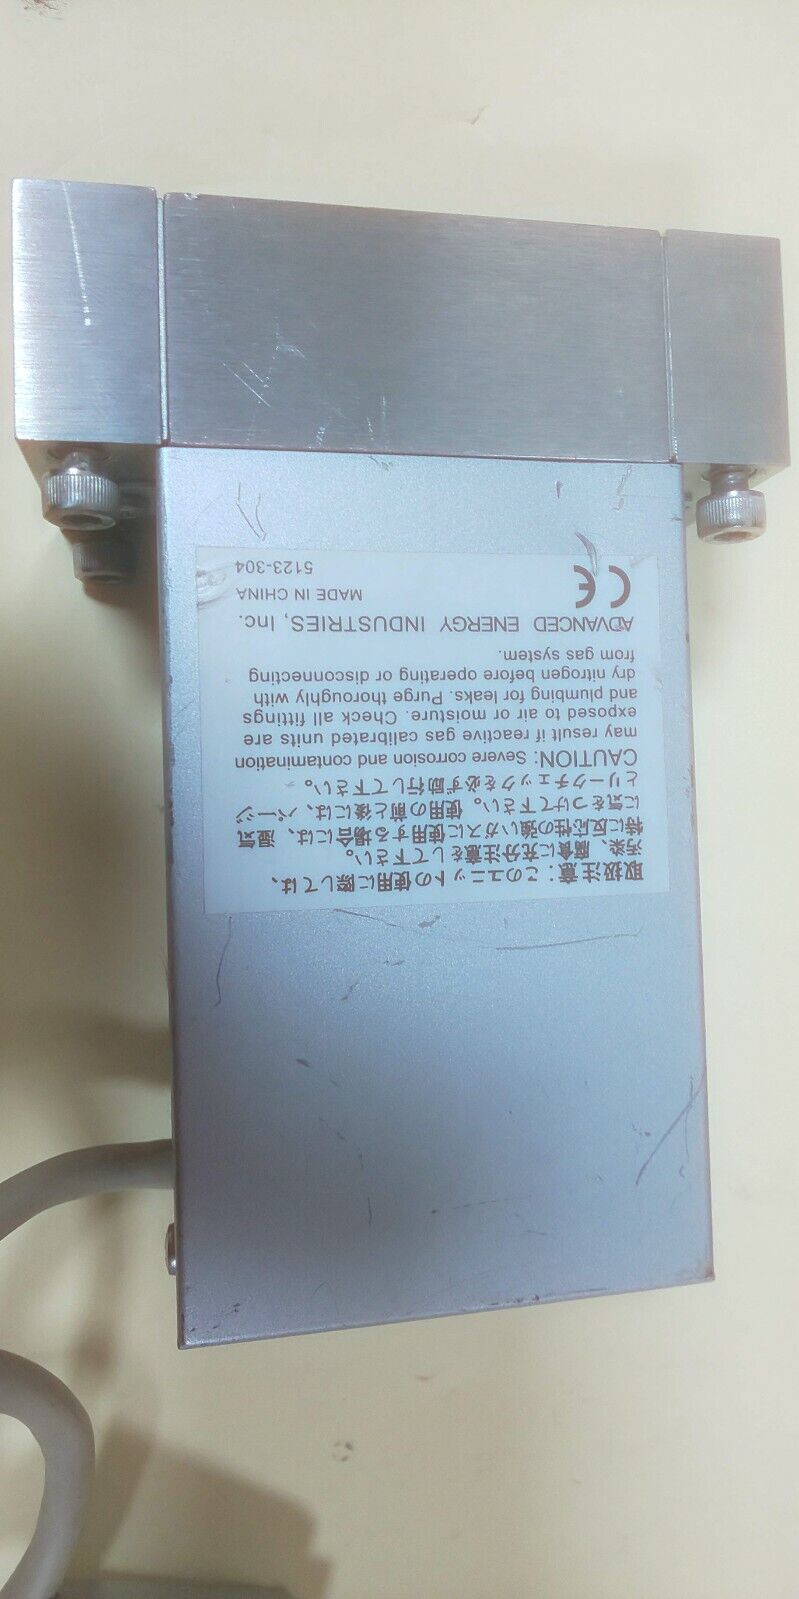 取扱注意：このユニットの使用に際しては、
汚染、腐食に充分注意をして下さい。
特に反応性の強いガスに使用する場合には、湿気
に気をつけて下さい。使用の前と後には、パージ
とリークチェックを必ず励行して下さい。
CAUTION: Severe corrosion and contamination
may result if reactive gas calibrated units are
exposed to air or moisture. Check all fittings
and plumbing for leaks. Purge thoroughly with
dry nitrogen before operating or disconnecting
from gas system.
ADVANCED ENERGY INDUSTRIES, Inc.
CE MADE IN CHINA
5123-304